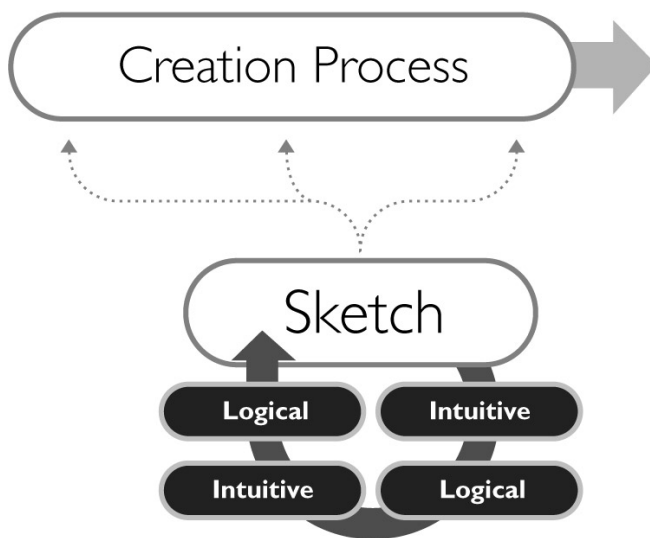 Creation Process
Sketch
Logical
Intuitive
Intuitive
Logical